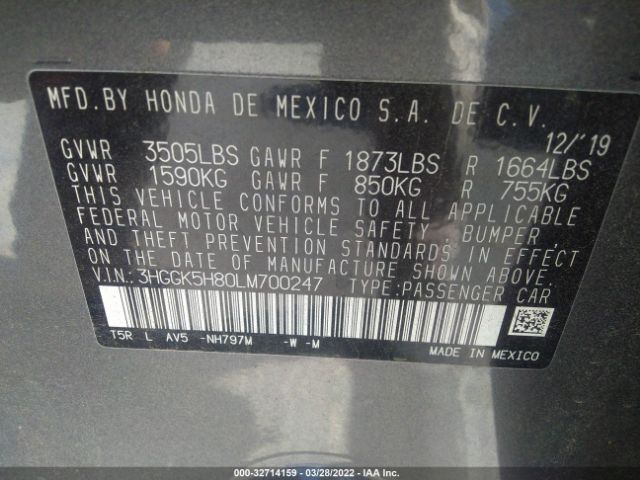 MFD. BY HONDA DE MEXICO S.A. DE C.V.
12/'19
GVWR 3505LBS GAWR F 1873LBS R 1664LBS
GVWR 1590KG GAWR F 850KG R 755KG
THIS VEHICLE CONFORMS TO ALL APPLICABLE
FEDERAL MOTOR VEHICLE SAFETY, BUMPER,
AND THEFT PREVENTION STANDARDS IN EFFECT
ON THE DATE OF MANUFACTURE SHOWN ABOVE.
V.I.N.: 3HGGK5H80LM700247 TYPE: PASSENGER CAR
T5R L AV5 -NH797M -W -M
MADE IN MEXICO
000-32714159 — 03/28/2022 — IAA Inc.